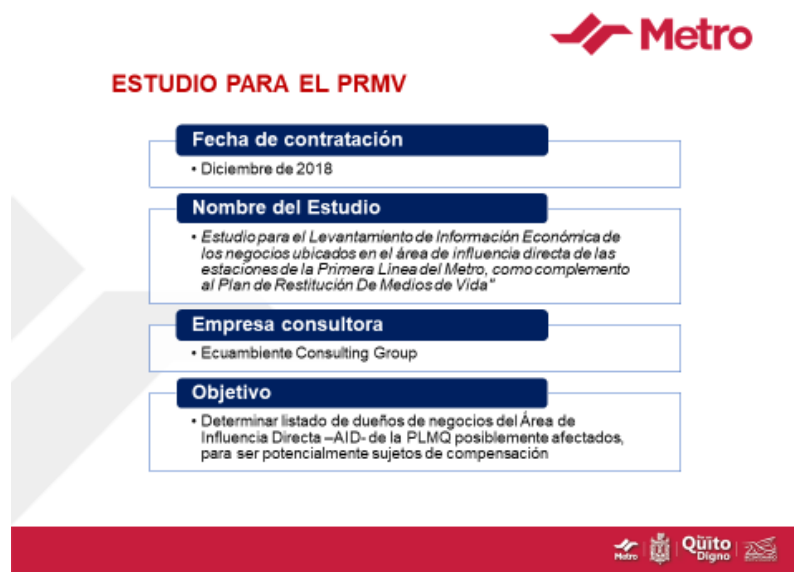 Metro
ESTUDIO PARA EL PRMV
Fecha de contratación
• Diciembre de 2018
Nombre del Estudio
• Estudio para el Levantamiento de Información Económica de
los negocios ubicados en el área de influencia directa de las
estaciones de la Primera Línea del Metro, como complemento
al Plan de Restitución De Medios de Vida"
Empresa consultora
• Ecuambiente Consulting Group
Objetivo
• Determinar listado de dueños de negocios del Área de
Influencia Directa –AID- de la PLMQ posiblemente afectados,
para ser potencialmente sujetos de compensación
Metro
Quito
Digno